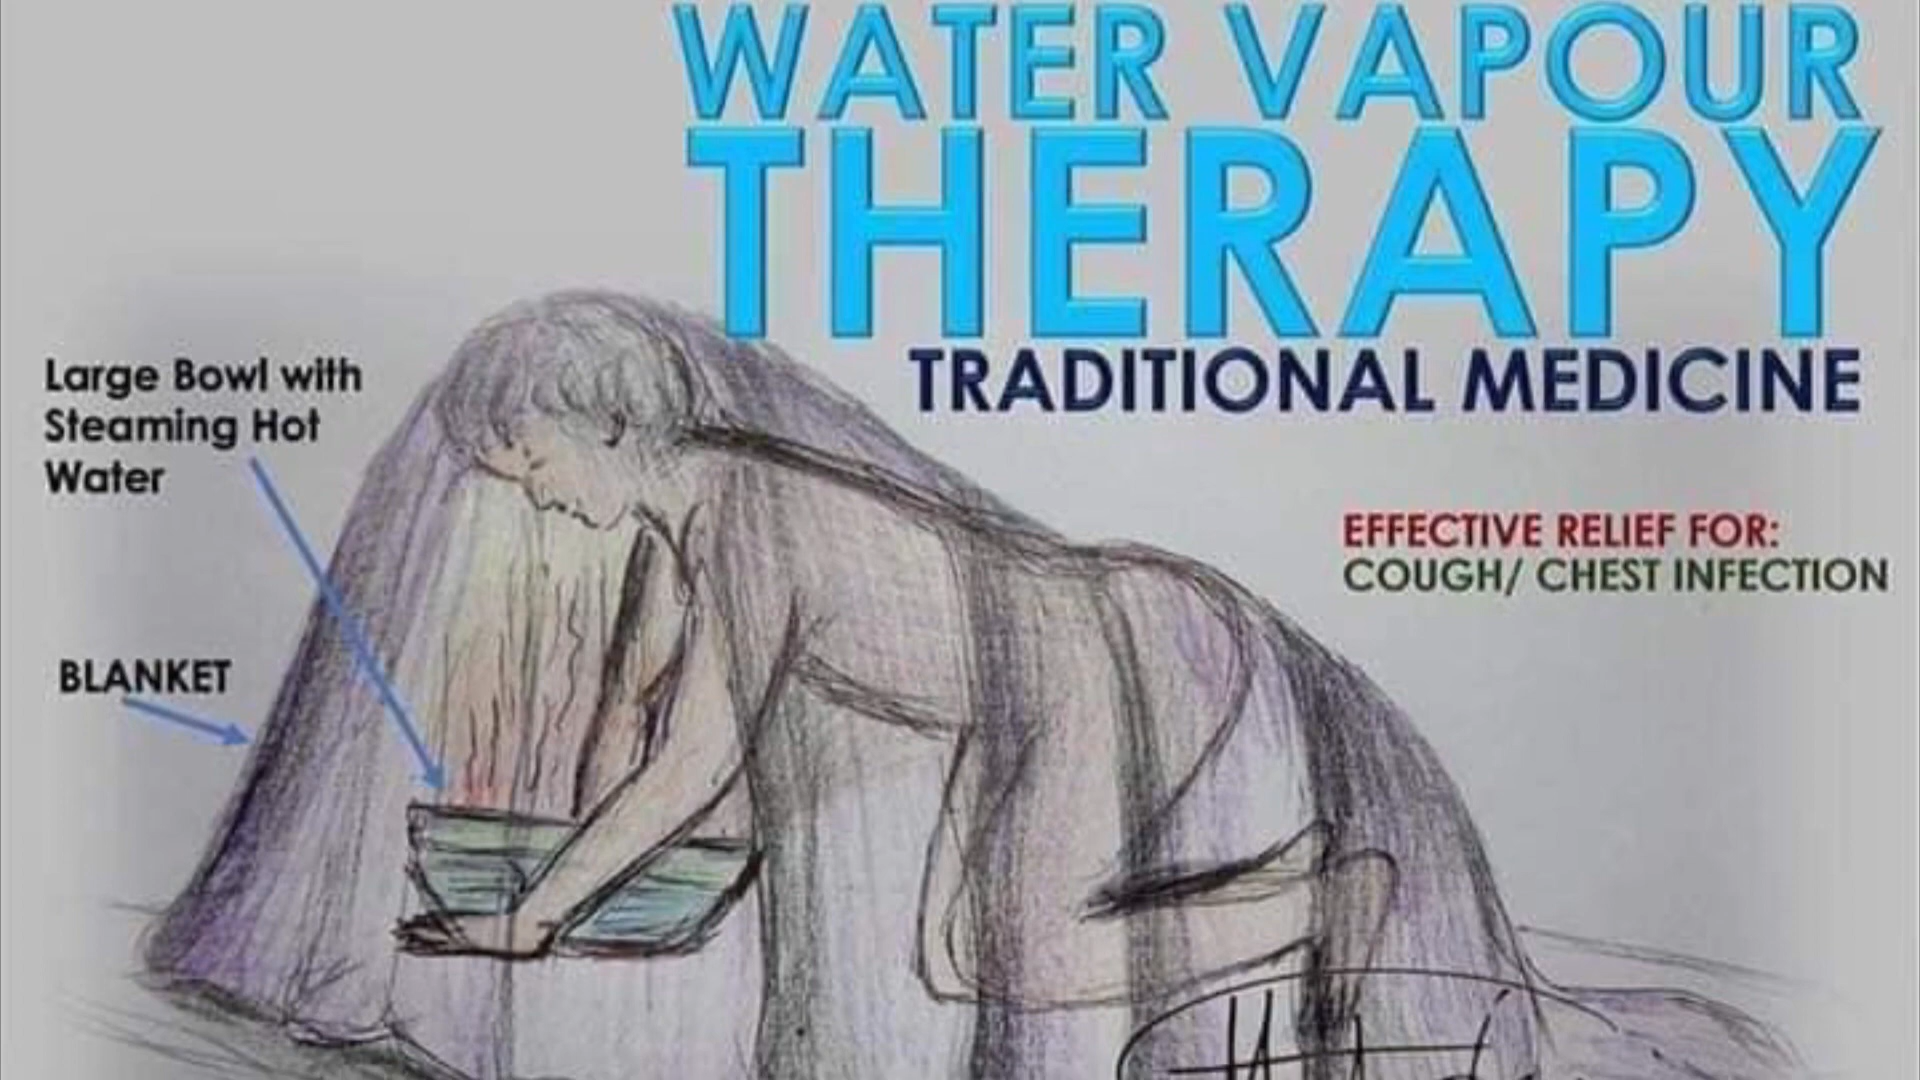 WATER VAPOUR
THERAPY
TRADITIONAL MEDICINE
Large Bowl with
Steaming Hot
Water
EFFECTIVE RELIEF FOR:
COUGH/ CHEST INFECTION
BLANKET